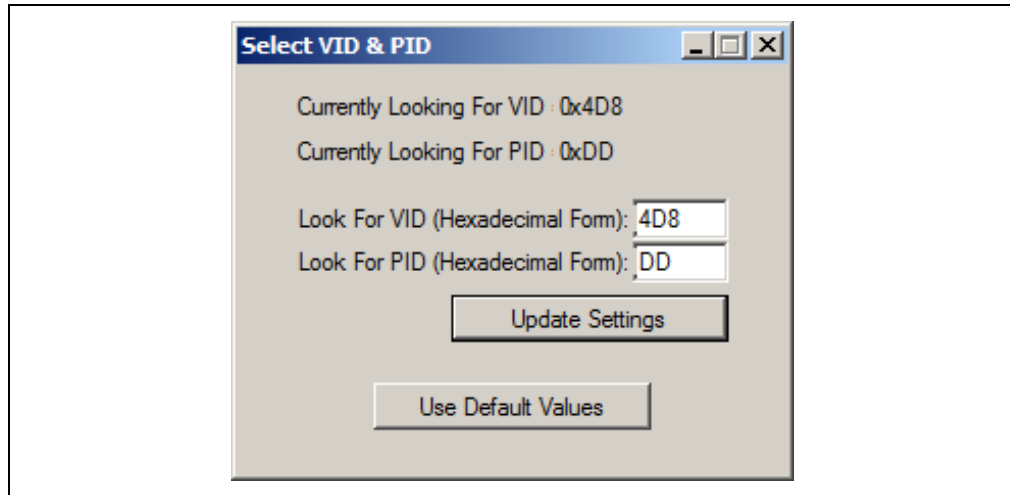 Select VID & PID
Currently Looking For VID : 0x4D8
Currently Looking For PID : 0xDD
Look For VID (Hexadecimal Form): 4D8
Look For PID (Hexadecimal Form): DD
Update Settings
Use Default Values